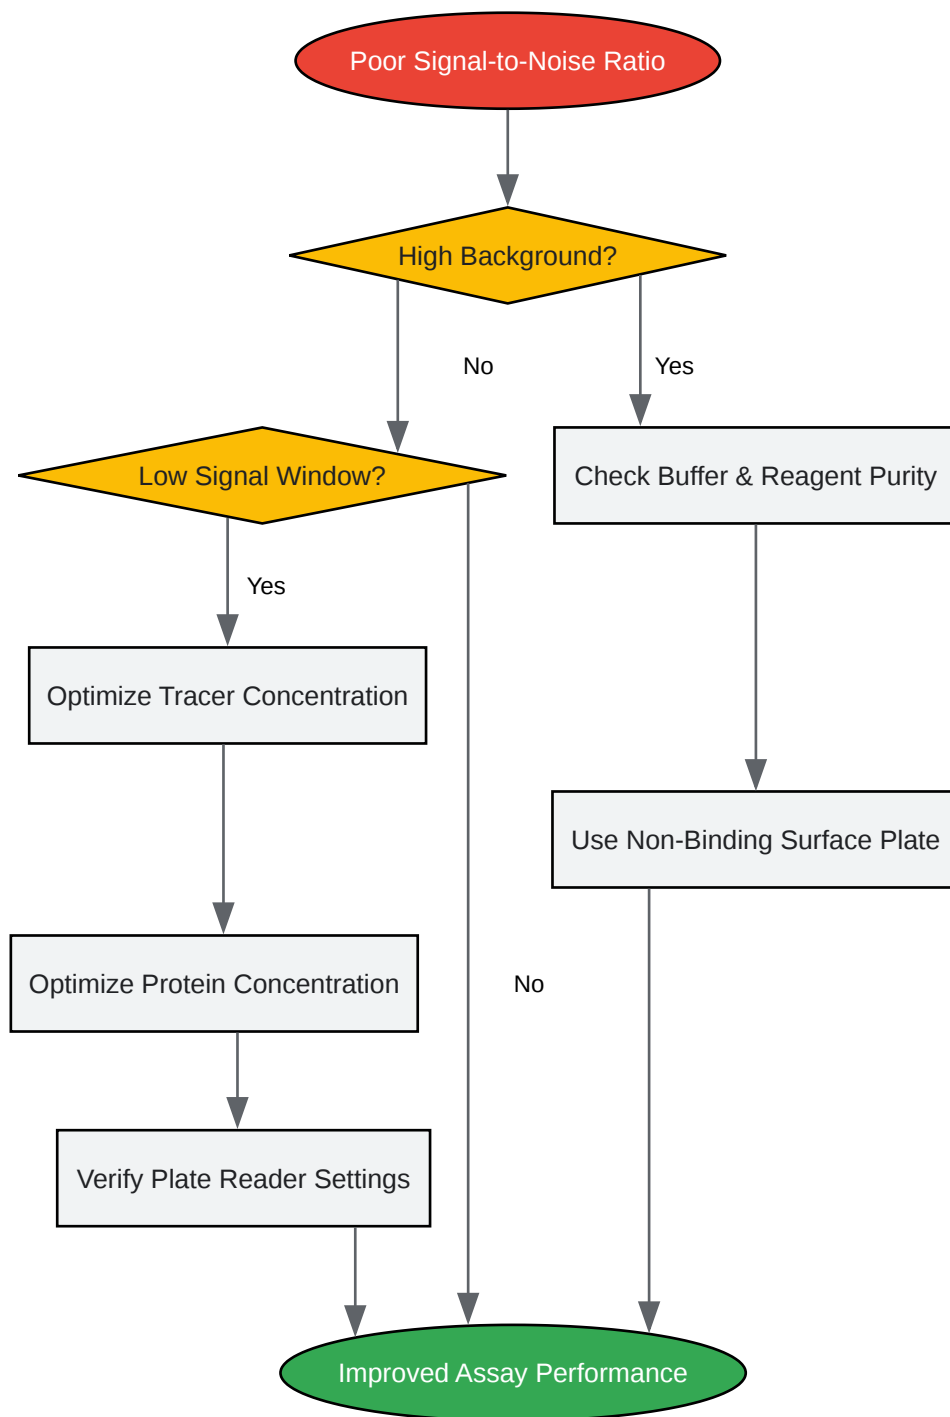 Poor Signal-to-Noise Ratio
High Background?
No
Yes
Low Signal Window?
Check Buffer & Reagent Purity
Yes
Optimize Tracer Concentration
Use Non-Binding Surface Plate
Optimize Protein Concentration
No
Verify Plate Reader Settings
Improved Assay Performance